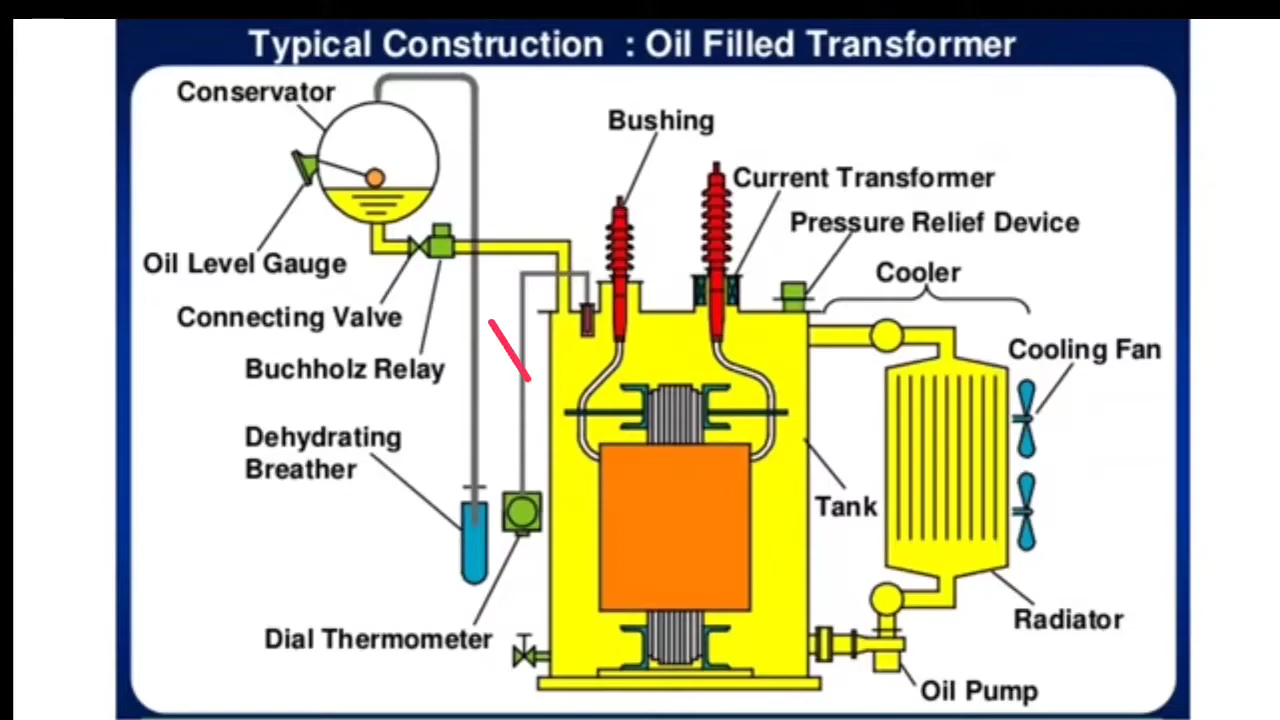 Typical Construction : Oil Filled Transformer
Conservator
Bushing
Current Transformer
Pressure Relief Device
Oil Level Gauge
Cooler
Connecting Valve
Cooling Fan
Buchholz Relay
Dehydrating
Breather
Tank
Radiator
Dial Thermometer
Oil Pump